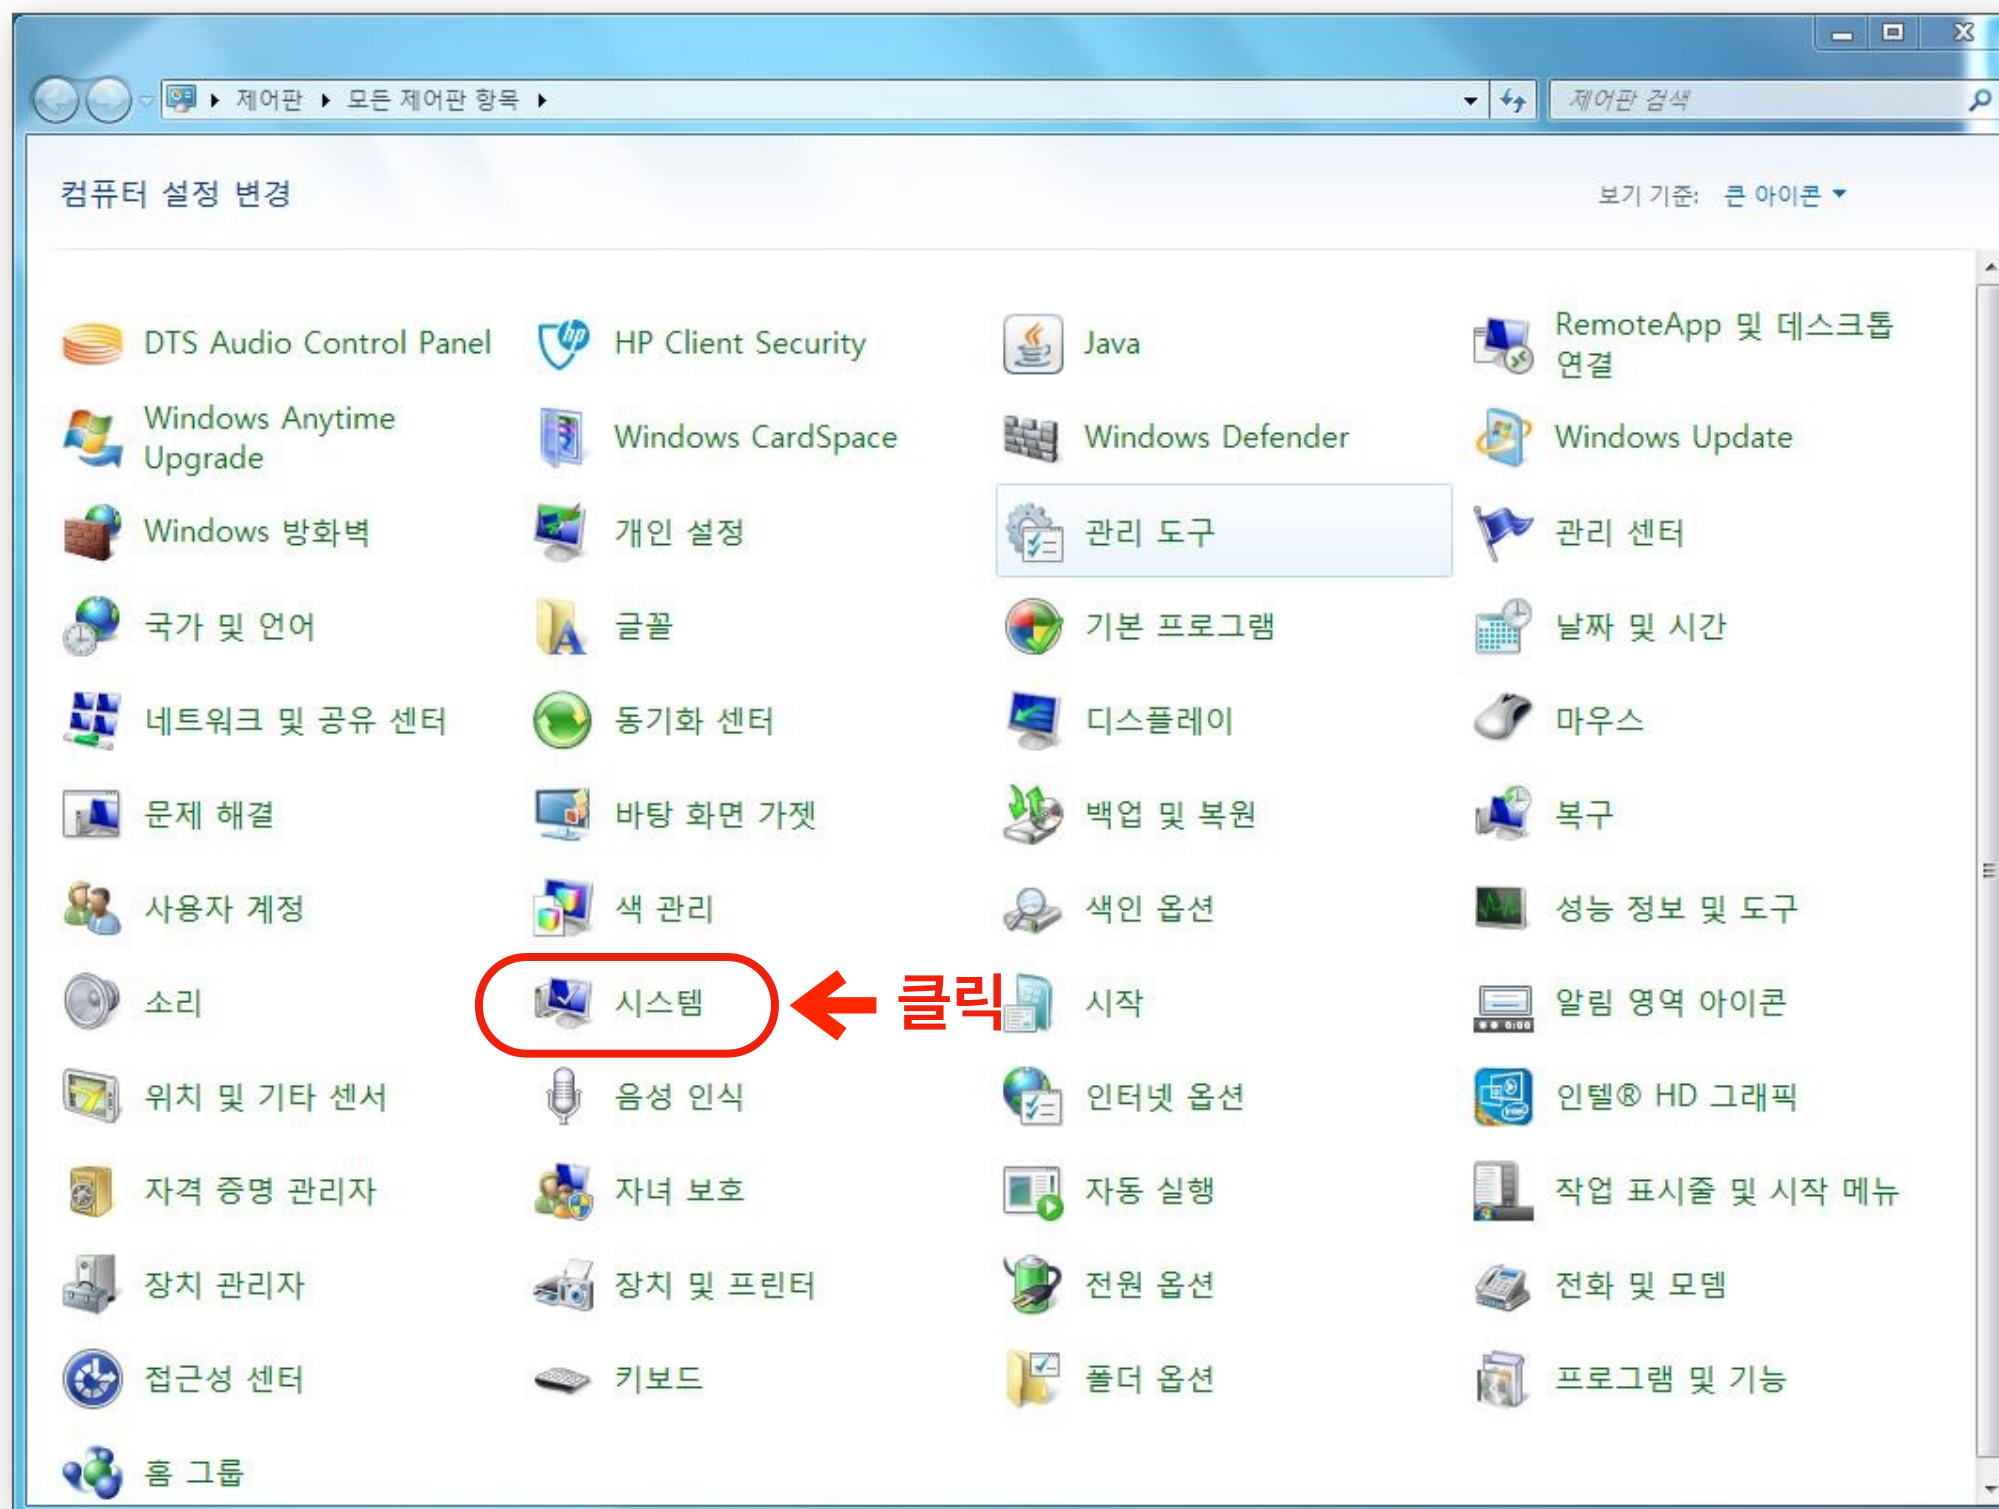 제어판 ▶ 모든 제어판 항목 ▶
제어판 검색
컴퓨터 설정 변경
보기 기준: 큰 아이콘
DTS Audio Control Panel
HP Client Security
Java
RemoteApp 및 데스크톱
연결
Windows Anytime
Upgrade
Windows CardSpace
Windows Defender
Windows Update
Windows 방화벽
개인 설정
관리 도구
관리 센터
국가 및 언어
글꼴
기본 프로그램
날짜 및 시간
네트워크 및 공유 센터
동기화 센터
디스플레이
마우스
문제 해결
바탕 화면 가젯
백업 및 복원
복구
사용자 계정
색 관리
색인 옵션
성능 정보 및 도구
소리
시스템
클릭
시작
알림 영역 아이콘
위치 및 기타 센서
음성 인식
인터넷 옵션
인텔® HD 그래픽
자격 증명 관리자
자녀 보호
자동 실행
작업 표시줄 및 시작 메뉴
장치 관리자
장치 및 프린터
전원 옵션
전화 및 모뎀
접근성 센터
키보드
폴더 옵션
프로그램 및 기능
홈 그룹